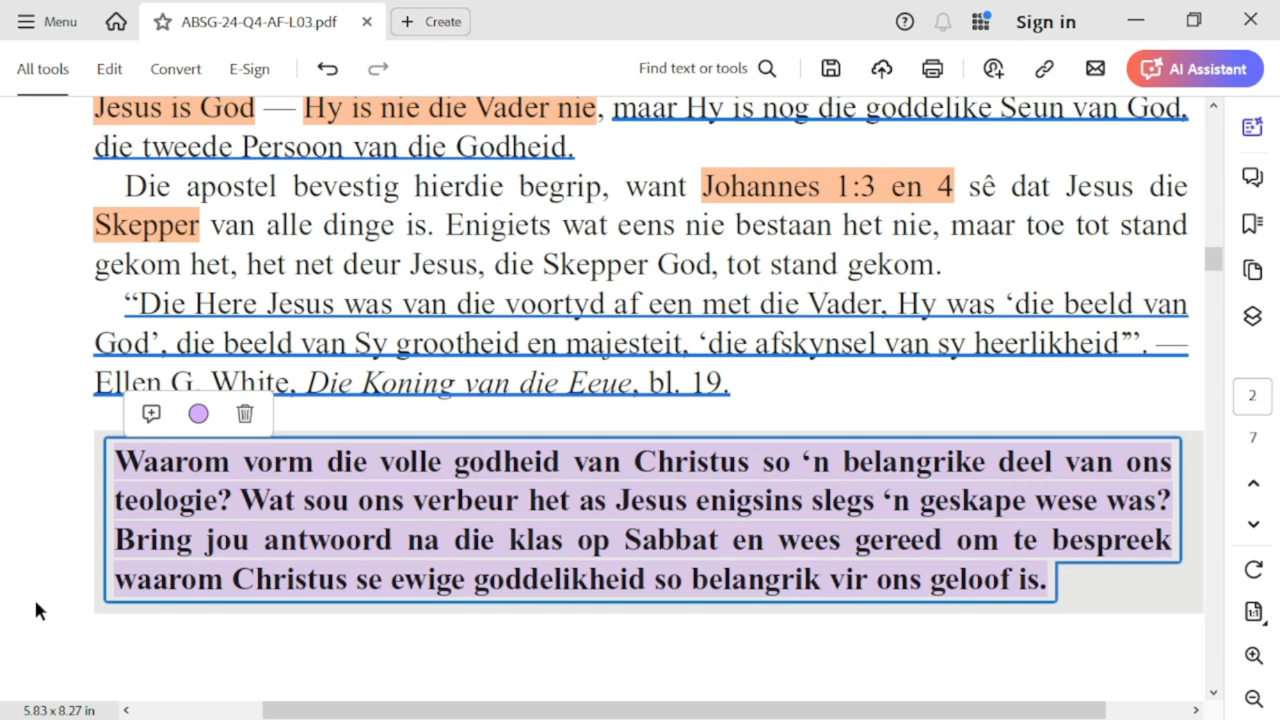 Menu
ABSG-24-Q4-AF-L03.pdf
Create
Sign in
All tools
Edit
Convert
E-Sign
Find text or tools
AI Assistant
Jesus is God — Hy is nie die Vader nie, maar Hy is nog die goddelike Seun van God,
die tweede Persoon van die Godheid.
Die apostel bevestig hierdie begrip, want Johannes 1:3 en 4 sê dat Jesus die
Skepper van alle dinge is. Enigiets wat eens nie bestaan het nie, maar toe tot stand
gekom het, het net deur Jesus, die Skepper God, tot stand gekom.
“Die Here Jesus was van die voortyd af een met die Vader, Hy was ‘die beeld van
God’, die beeld van Sy grootheid en majesteit, ‘die afskynsel van sy heerlikheid’”. —
Ellen G. White, Die Koning van die Eeue, bl. 19.
Waarom vorm die volle godheid van Christus so ‘n belangrike deel van ons
teologie? Wat sou ons verbeur het as Jesus enigsins slegs ‘n geskape wese was?
Bring jou antwoord na die klas op Sabbat en wees gereed om te bespreek
waarom Christus se ewige goddelikheid so belangrik vir ons geloof is.
2
7
1:1
5.83 x 8.27 in